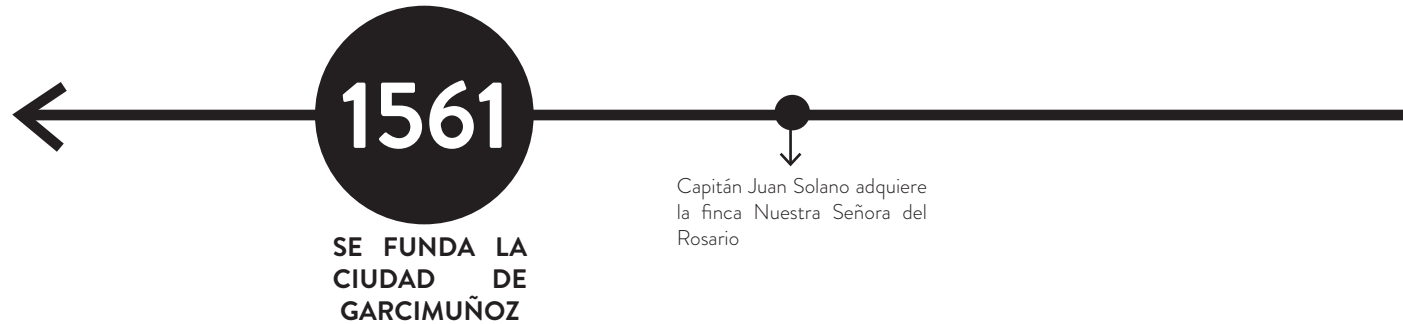 1561
SE FUNDA LA
CIUDAD DE
GARCIMUÑOZ
Capitán Juan Solano adquiere
la finca Nuestra Señora del
Rosario